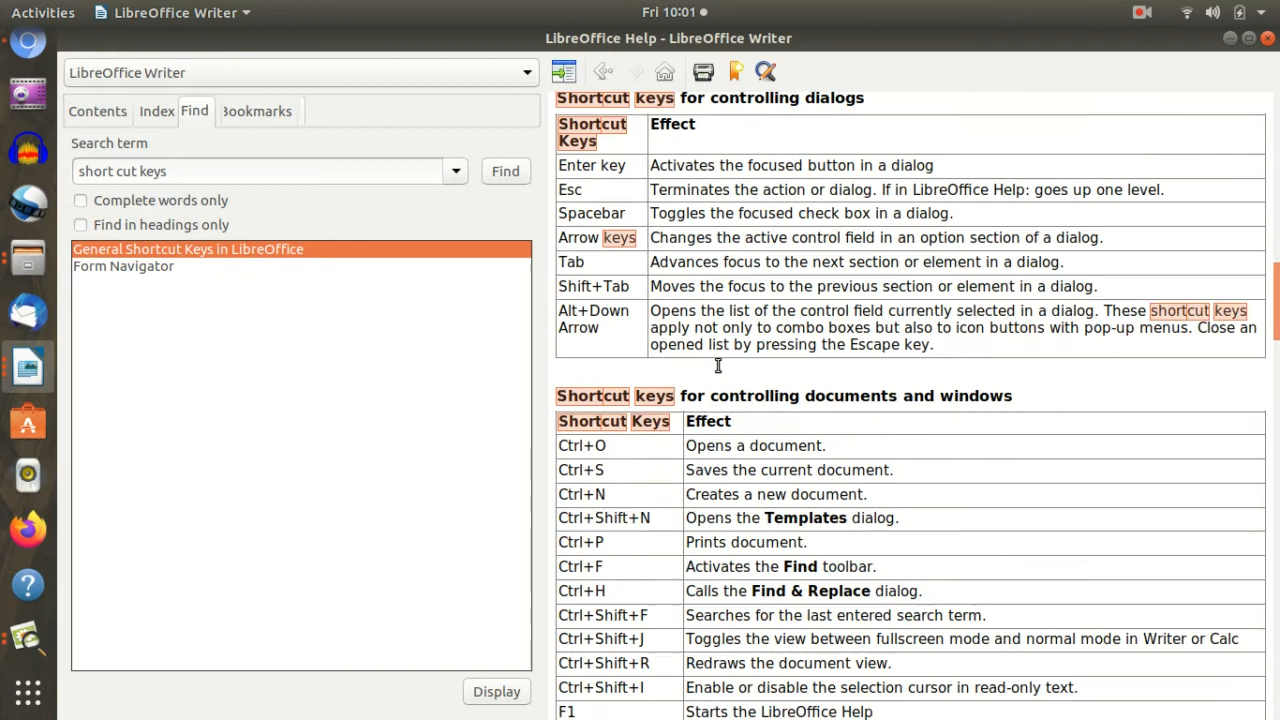 Activities LibreOffice Writer Fri 10:01
LibreOffice Help - LibreOffice Writer
LibreOffice Writer
Contents Index Find Bookmarks
Search term
short cut keys Find
Complete words only
Find in headings only
General Shortcut Keys in LibreOffice
Form Navigator
Display
Shortcut keys for controlling dialogs
Shortcut Effect
Keys
Enter key Activates the focused button in a dialog
Esc Terminates the action or dialog. If in LibreOffice Help: goes up one level.
Spacebar Toggles the focused check box in a dialog.
Arrow keys Changes the active control field in an option section of a dialog.
Tab Advances focus to the next section or element in a dialog.
Shift+Tab Moves the focus to the previous section or element in a dialog.
Alt+Down Opens the list of the control field currently selected in a dialog. These shortcut keys
Arrow apply not only to combo boxes but also to icon buttons with pop-up menus. Close an
opened list by pressing the Escape key.
Shortcut keys for controlling documents and windows
Shortcut Keys Effect
Ctrl+O Opens a document.
Ctrl+S Saves the current document.
Ctrl+N Creates a new document.
Ctrl+Shift+N Opens the Templates dialog.
Ctrl+P Prints document.
Ctrl+F Activates the Find toolbar.
Ctrl+H Calls the Find & Replace dialog.
Ctrl+Shift+F Searches for the last entered search term.
Ctrl+Shift+J Toggles the view between fullscreen mode and normal mode in Writer or Calc
Ctrl+Shift+R Redraws the document view.
Ctrl+Shift+I Enable or disable the selection cursor in read-only text.
F1 Starts the LibreOffice Help